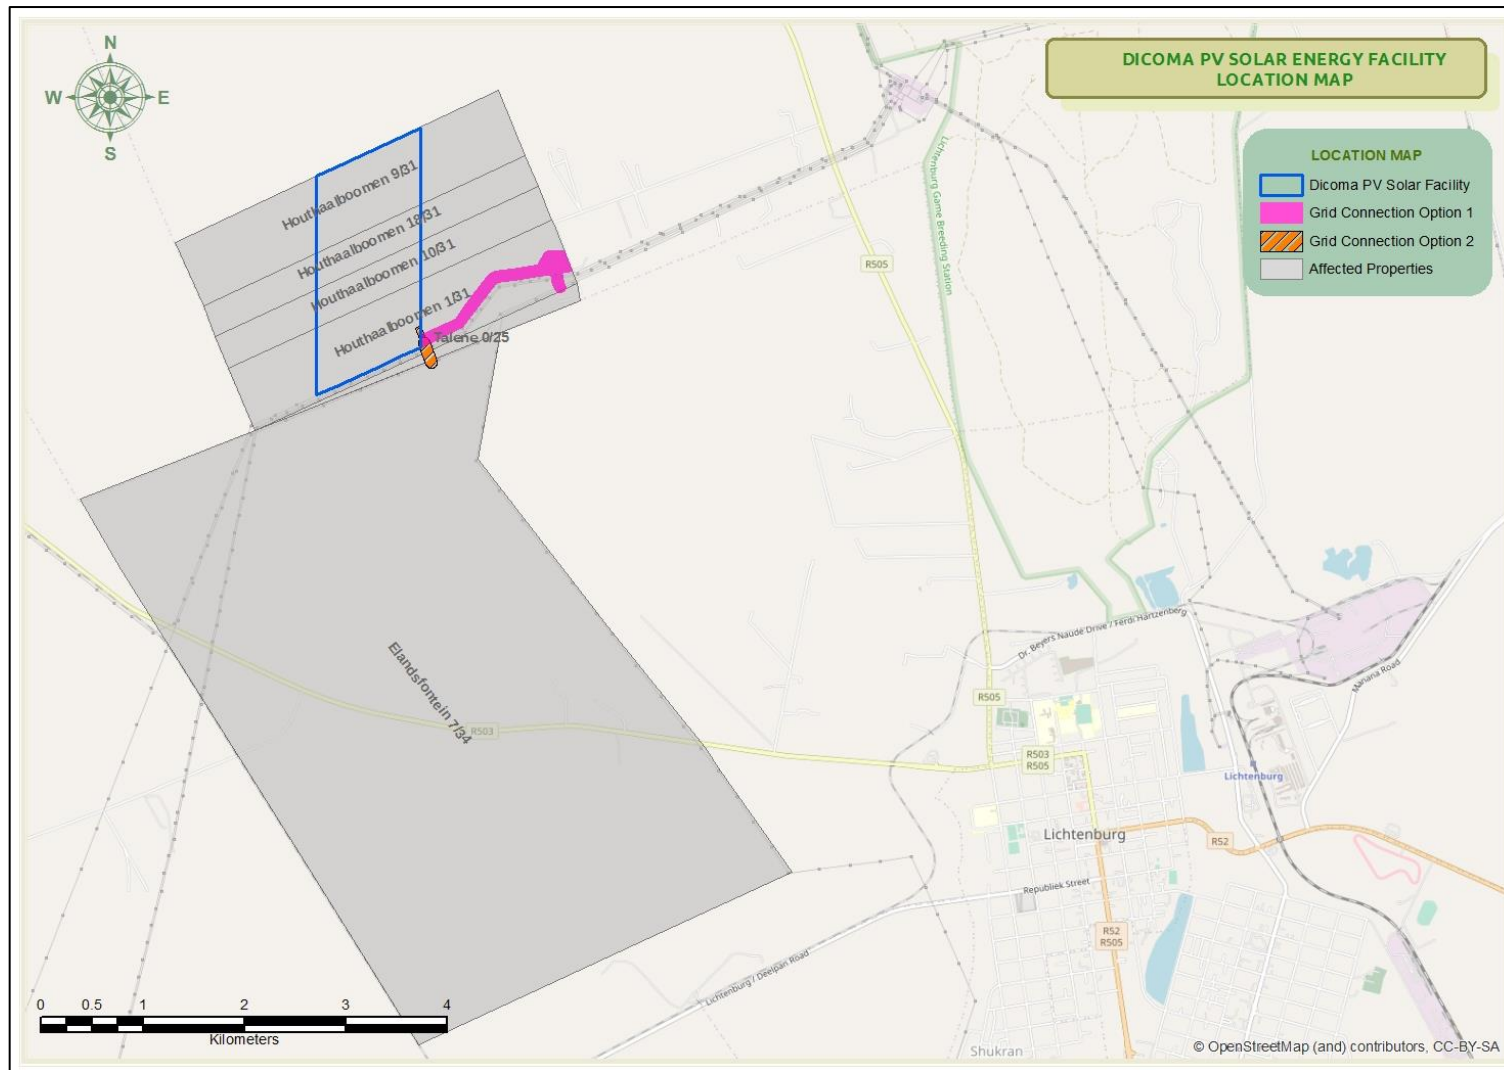 N
W
E
S
DICOMA PV SOLAR ENERGY FACILITY
LOCATION MAP
LOCATION MAP
Dicoma PV Solar Facility
Grid Connection Option 1
Grid Connection Option 2
Affected Properties
Houthaalboomen 9/31
Houthaalboomen 18/31
Houthaalboomen 10/31
Houthaalboomen 1/31
Talene 0/25
Lichtenburg Game Breeding Station
R505
Elandsfontein 7/34
R503
Dr. Beyers Naude Drive / Ferdi Hartzenberg
Manana Road
R505
R503
R505
Lichtenburg
Lichtenburg
R52
Republiek Street
R52
R505
Lichtenburg / Deelpan Road
Shukran
0 0.5 1 2 3 4
Kilometers
© OpenStreetMap (and) contributors, CC-BY-SA